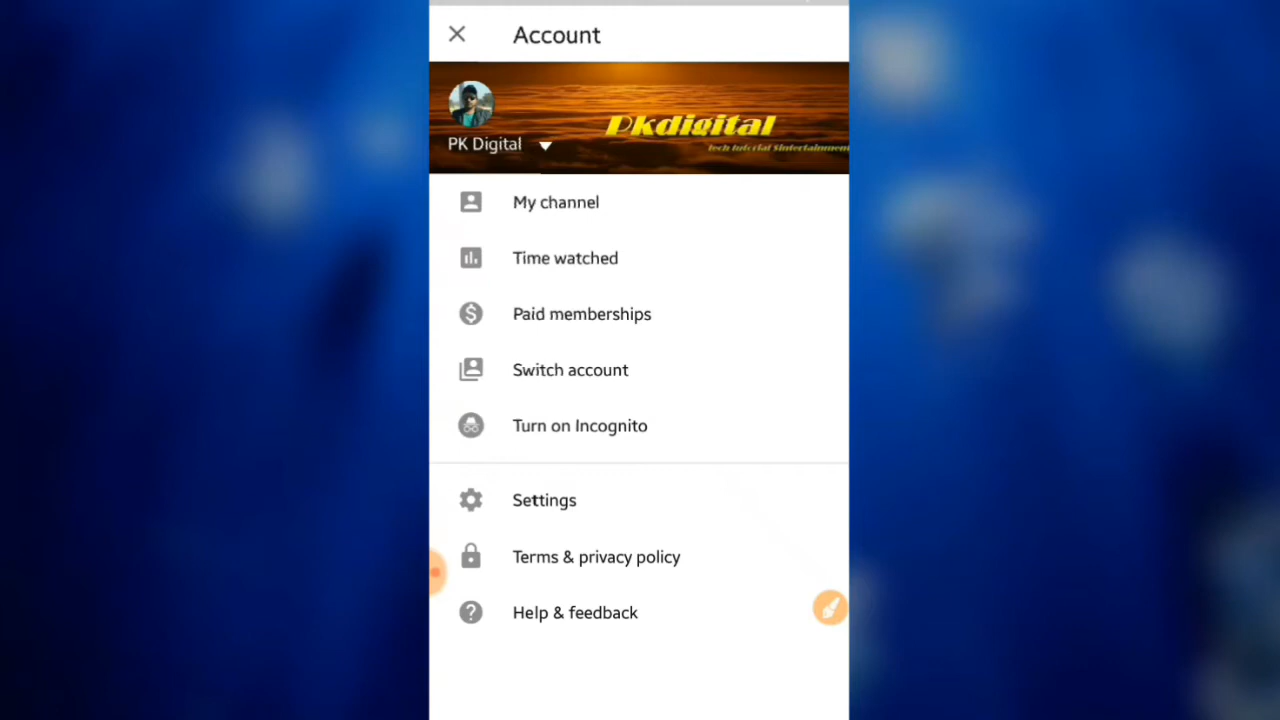 Account
Pkdigital
PK Digital
My channel
Time watched
Paid memberships
Switch account
Turn on Incognito
Settings
Terms & privacy policy
Help & feedback